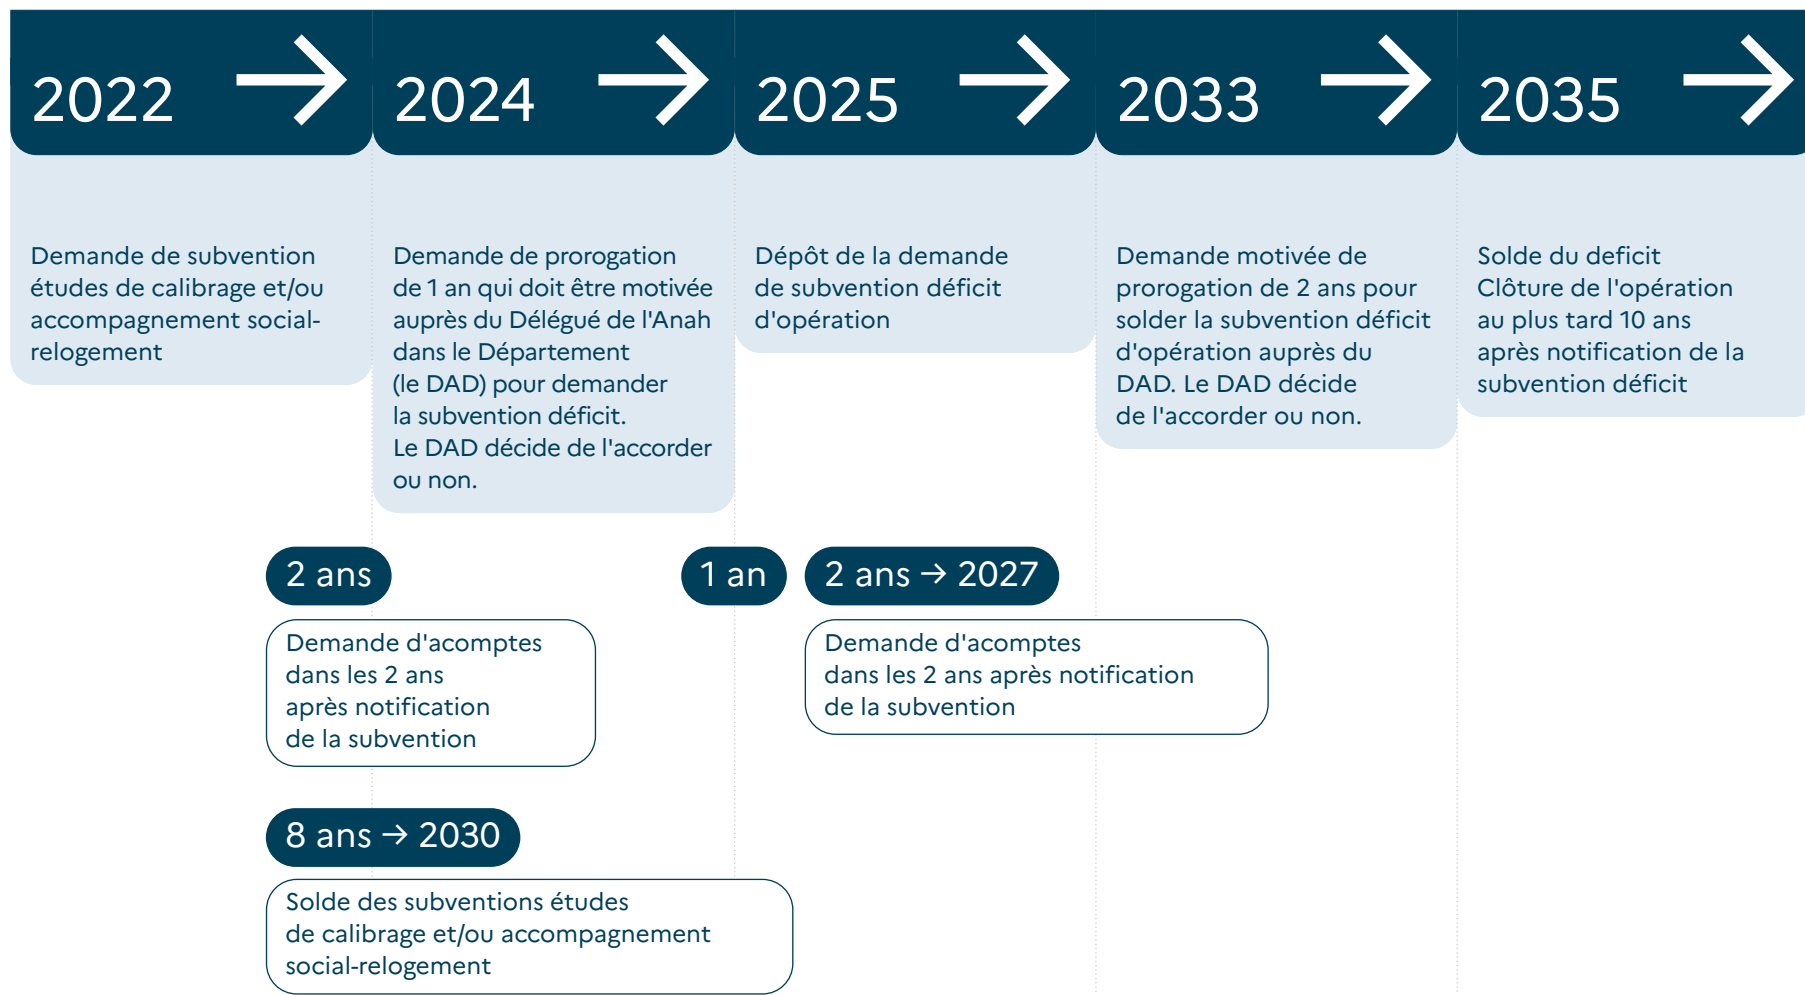 2022 →
Demande de subvention
études de calibrage et/ou
accompagnement social-
relogement
2024 →
Demande de prorogation
de 1 an qui doit être motivée
auprès du Délégué de l'Anah
dans le Département
(le DAD) pour demander
la subvention déficit.
Le DAD décide de l'accorder
ou non.
2025 →
Dépôt de la demande
de subvention déficit
d'opération
2033 →
Demande motivée de
prorogation de 2 ans pour
solder la subvention déficit
d'opération auprès du
DAD. Le DAD décide
de l'accorder ou non.
2035 →
Solde du deficit
Clôture de l'opération
au plus tard 10 ans
après notification de la
subvention déficit
2 ans
Demande d'acomptes
dans les 2 ans
après notification
de la subvention
1 an
2 ans → 2027
Demande d'acomptes
dans les 2 ans après notification
de la subvention
8 ans → 2030
Solde des subventions études
de calibrage et/ou accompagnement
social-relogement